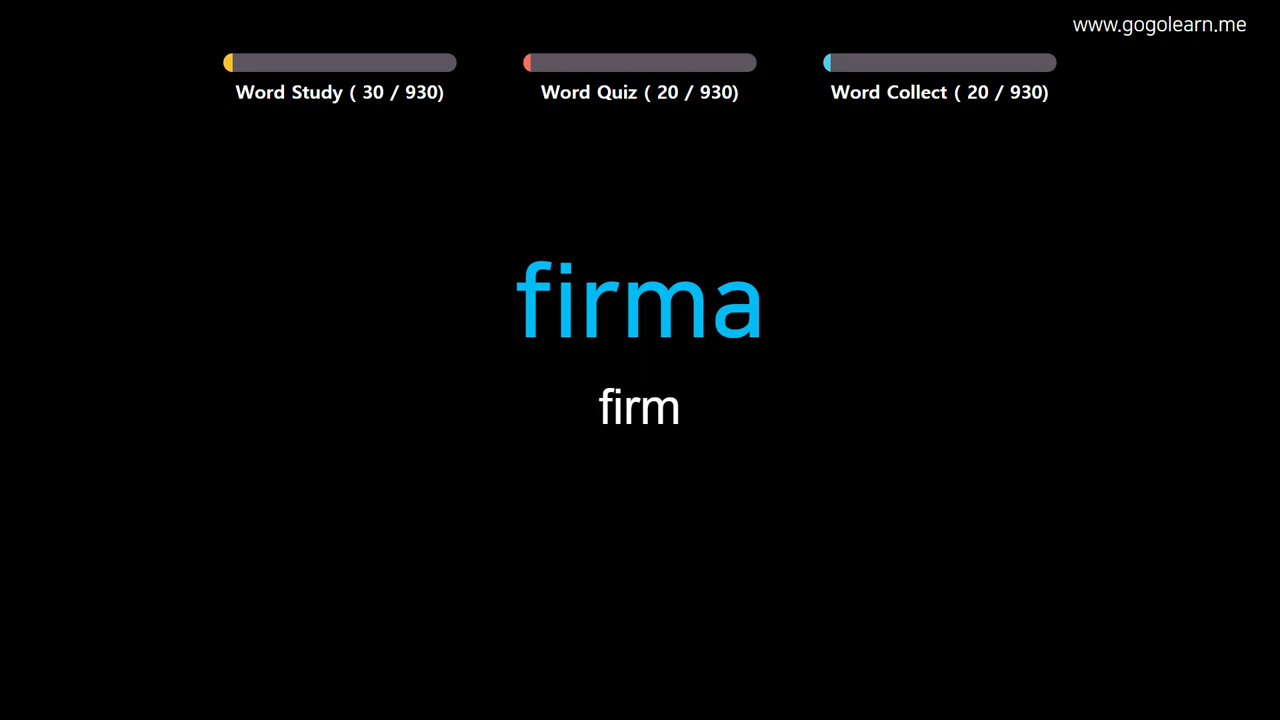 www.gogolearn.me
Word Study ( 30 / 930)
Word Quiz ( 20 / 930)
Word Collect ( 20 / 930)
firma
firm